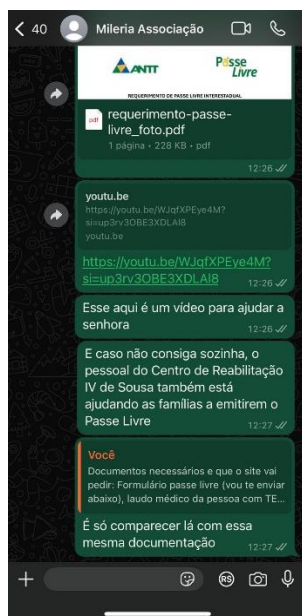 40
Mileria Associação
ANTT
Passe
Livre
REQUERIMENTO DE PASSE LIVRE INTERESTADUAL
pdf
requerimento-passe-
livre_foto.pdf
1 página • 228 KB • pdf
12:26
youtu.be
https://youtu.be/WJqfXPEye4M?
si=up3rv3OBE3XDLAI8
youtu.be
https://youtu.be/WJqfXPEye4M?
si=up3rv3OBE3XDLAI8
12:26
Esse aqui é um vídeo para ajudar a
senhora
12:26
E caso não consiga sozinha, o
pessoal do Centro de Reabilitação
IV de Sousa também está
ajudando as famílias a emitirem o
Passe Livre
12:27
Você
Documentos necessários e que o site vai
pedir: Formulário passe livre (vou te enviar
abaixo), laudo médico da pessoa com TE...
É só comparecer lá com essa
mesma documentação
12:27
RS